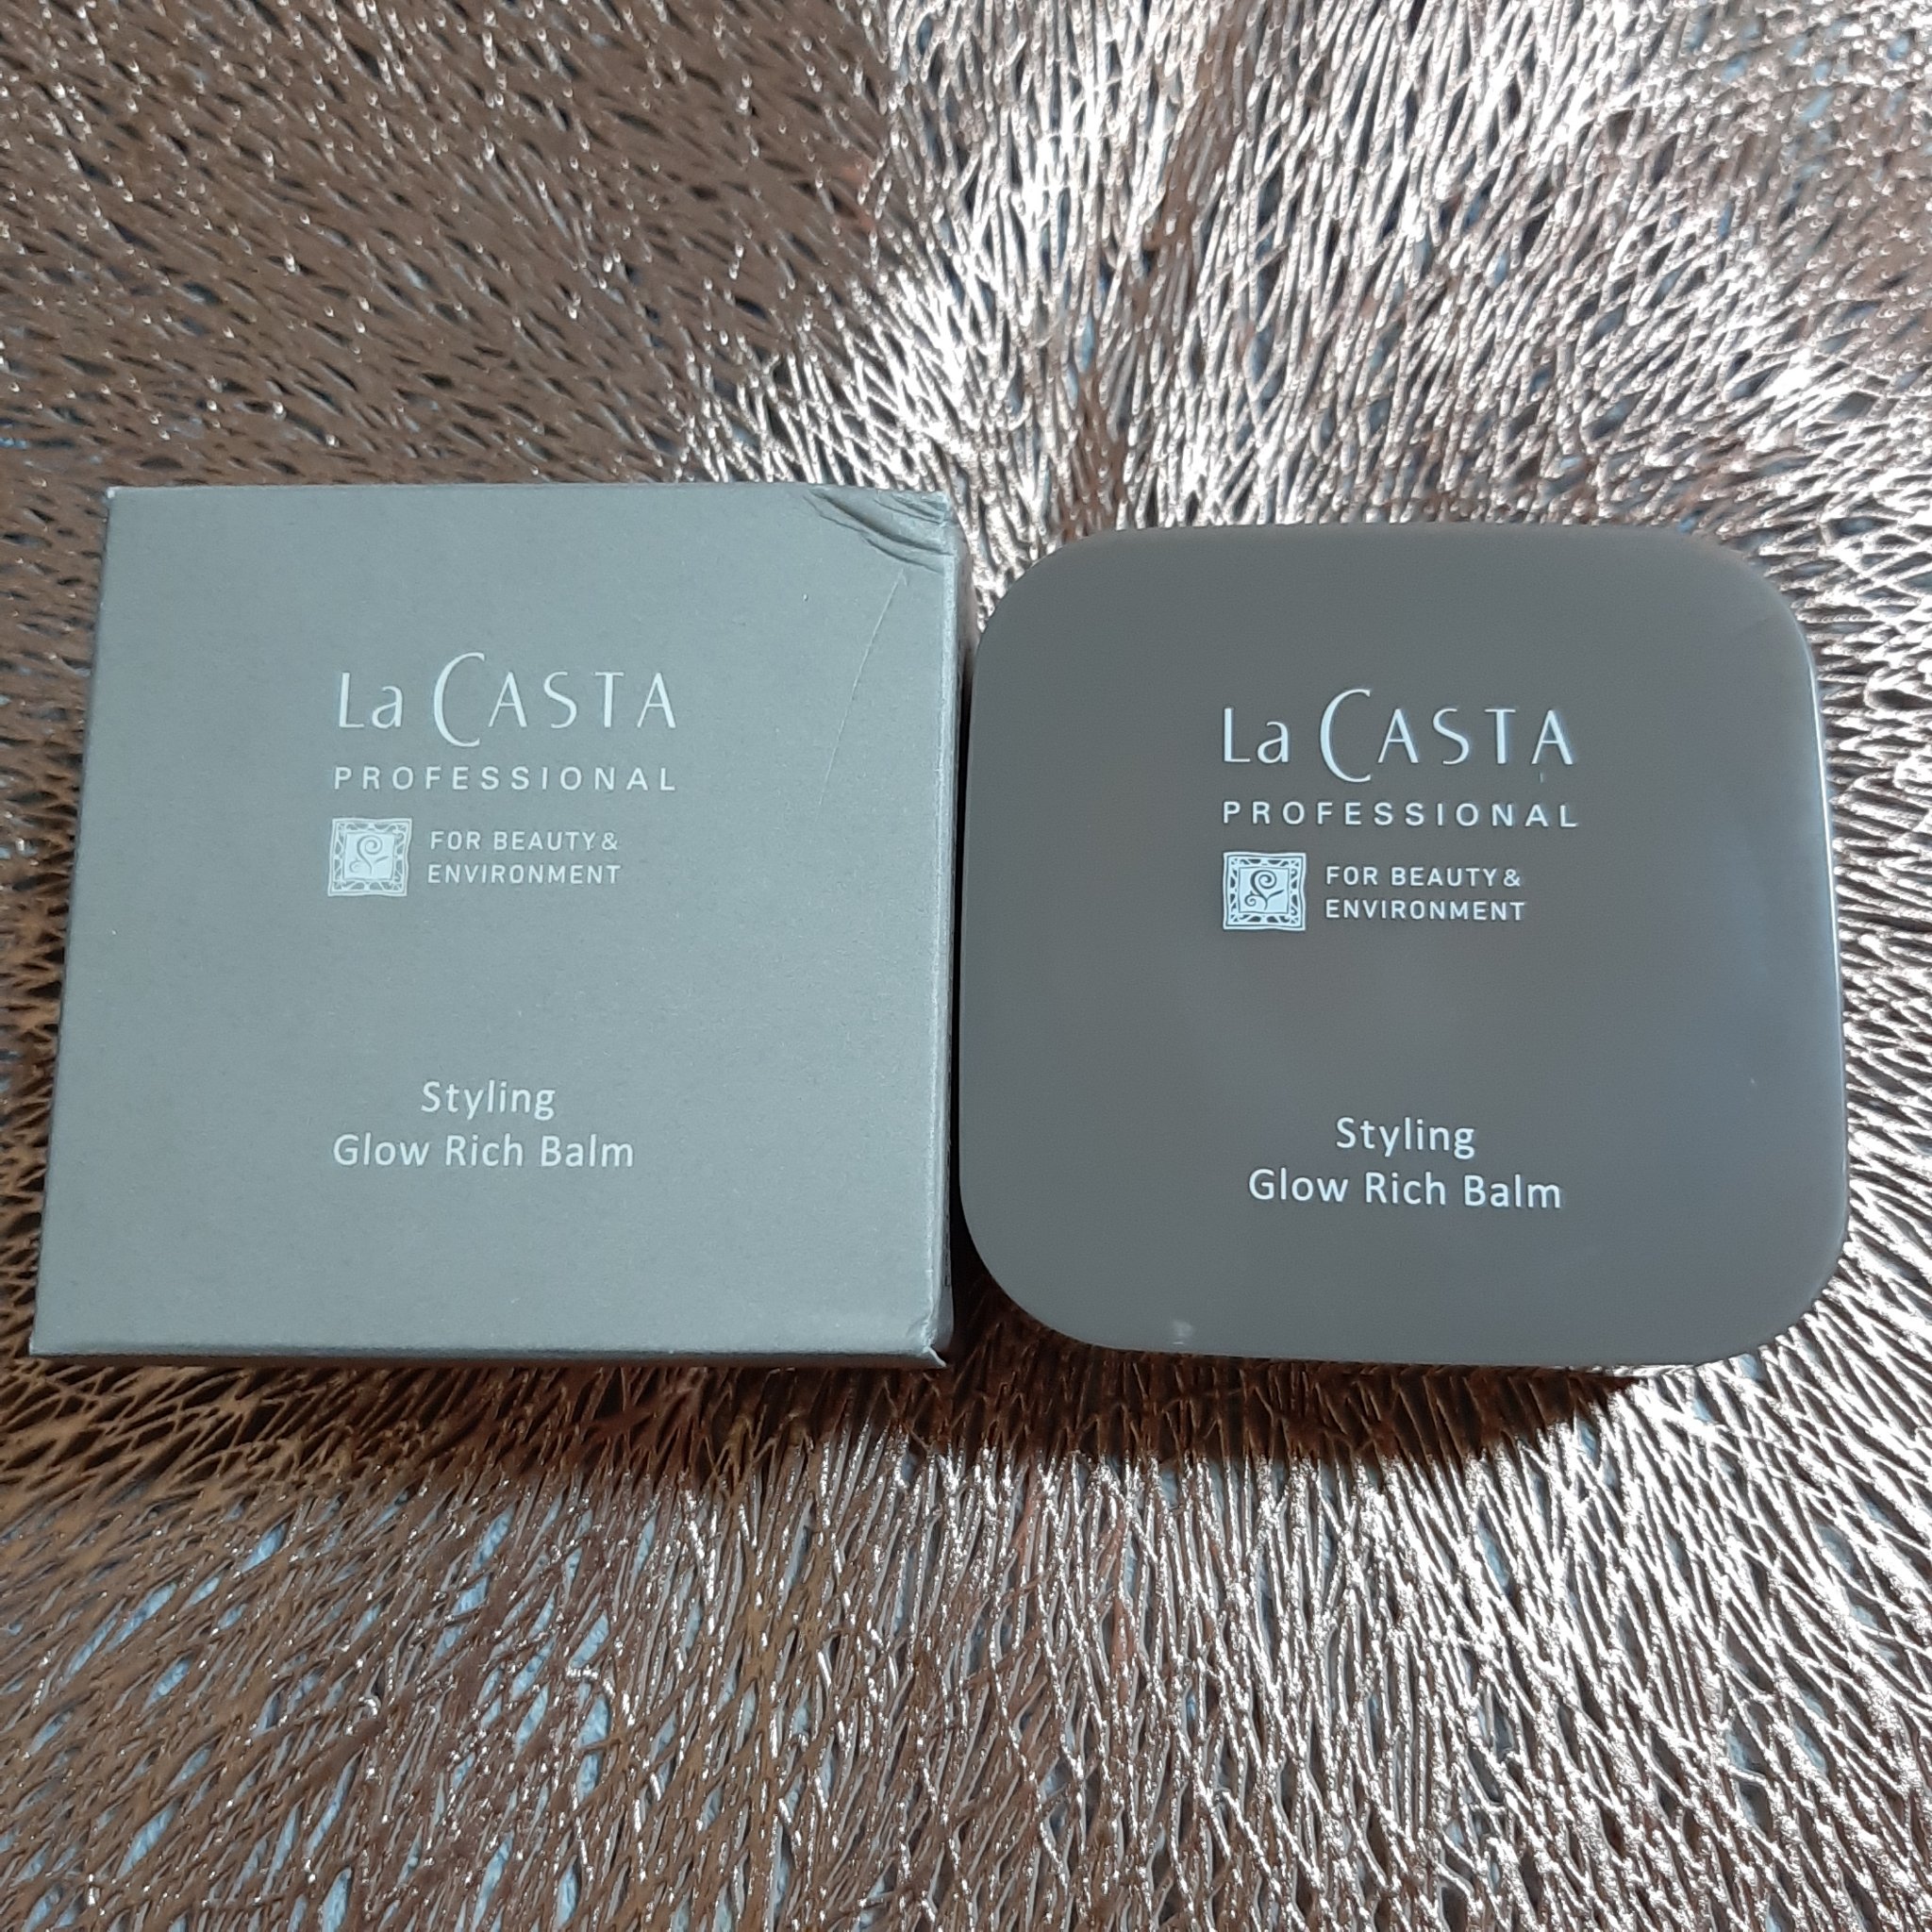 La CASTA
PROFESSIONAL
FOR BEAUTY &
ENVIRONMENT
Styling
Glow Rich Balm
La CASTA
PROFESSIONAL
FOR BEAUTY &
ENVIRONMENT
Styling
Glow Rich Balm